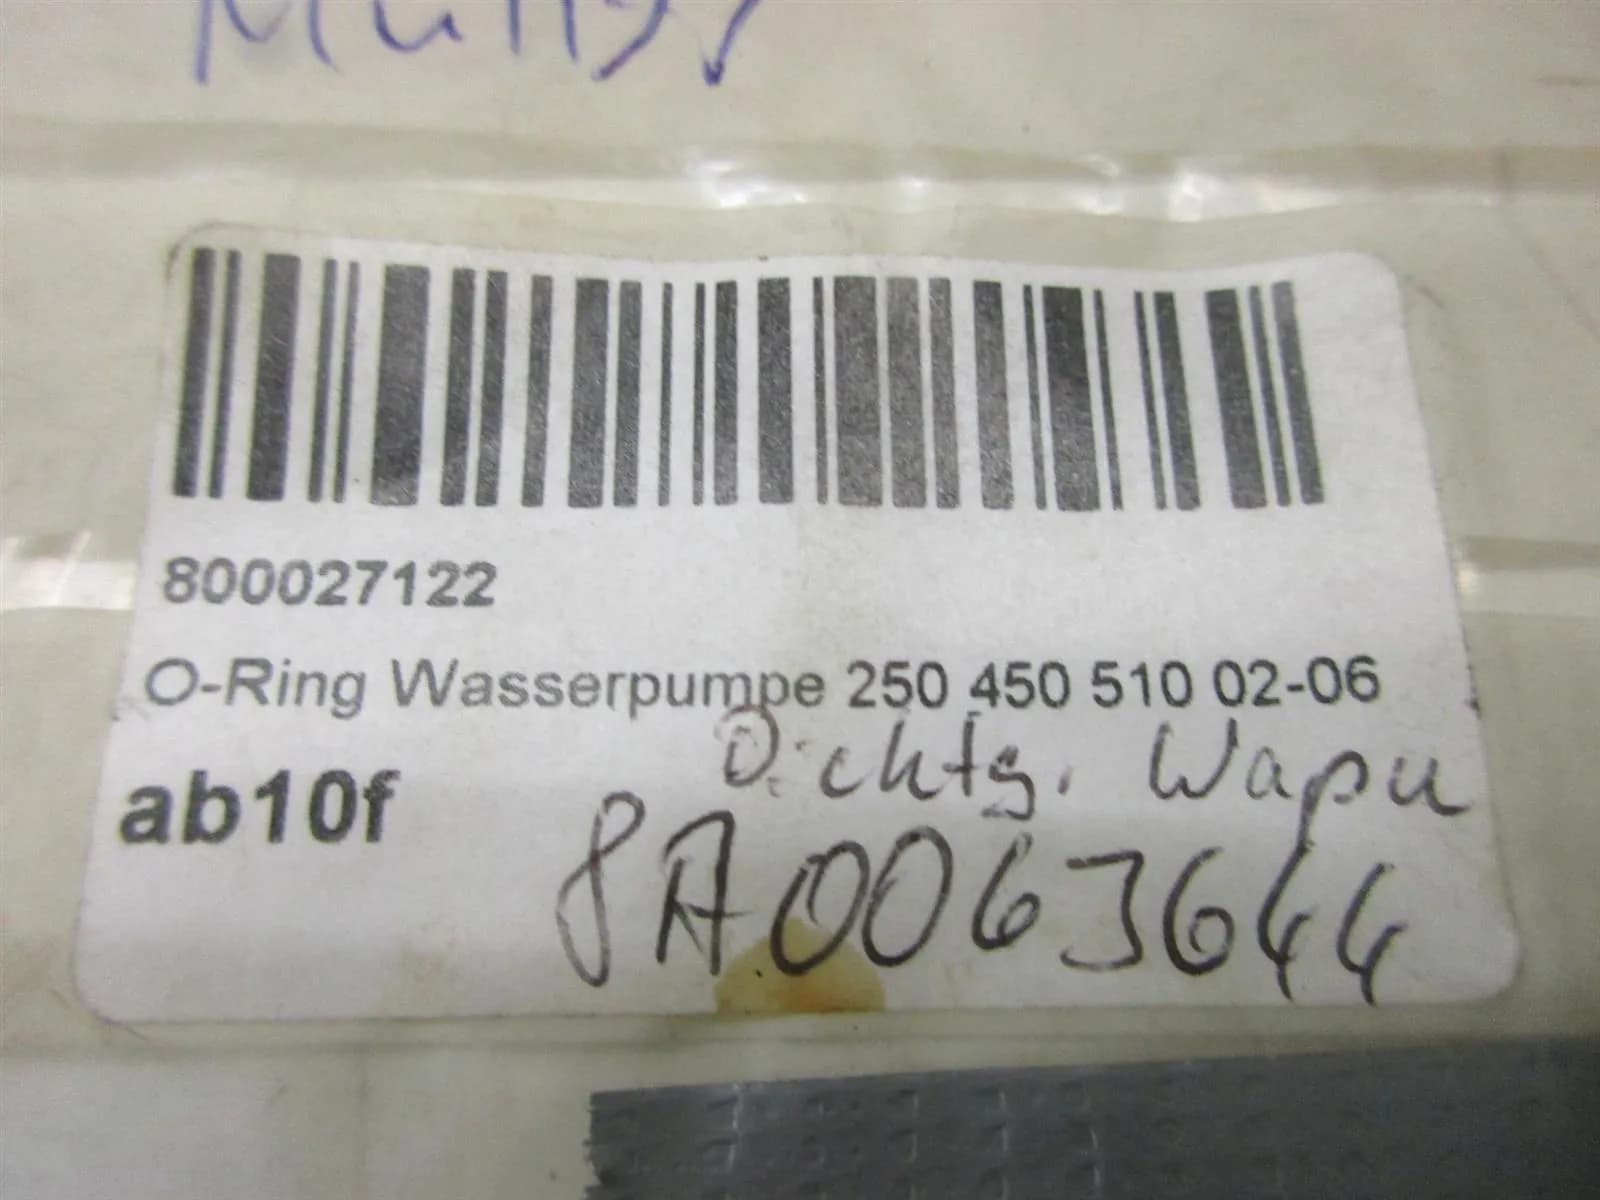 800027122
O-Ring Wasserpumpe 250 450 510 02-06
Dichtg. Wapu
ab10f
8A0063644